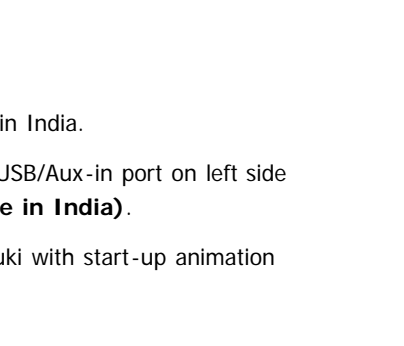 in India.
USB/Aux-in port on left side
e in India).
uki with start-up animation